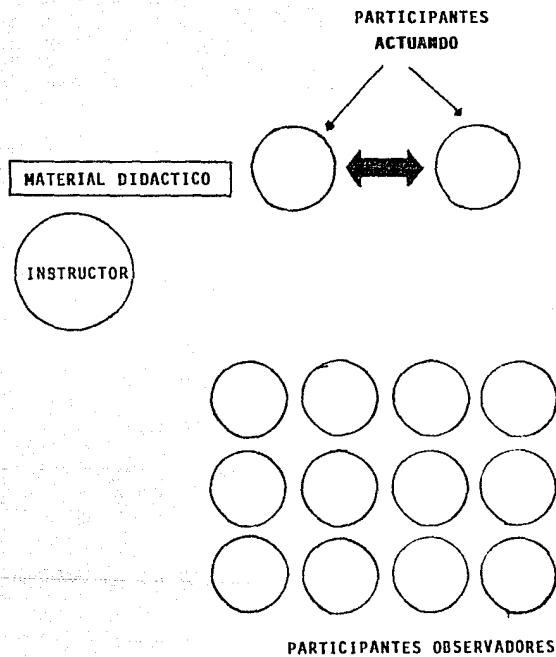 PARTICIPANTES
ACTUANDO
MATERIAL DIDACTICO
INSTRUCTOR
PARTICIPANTES OBSERVADORES